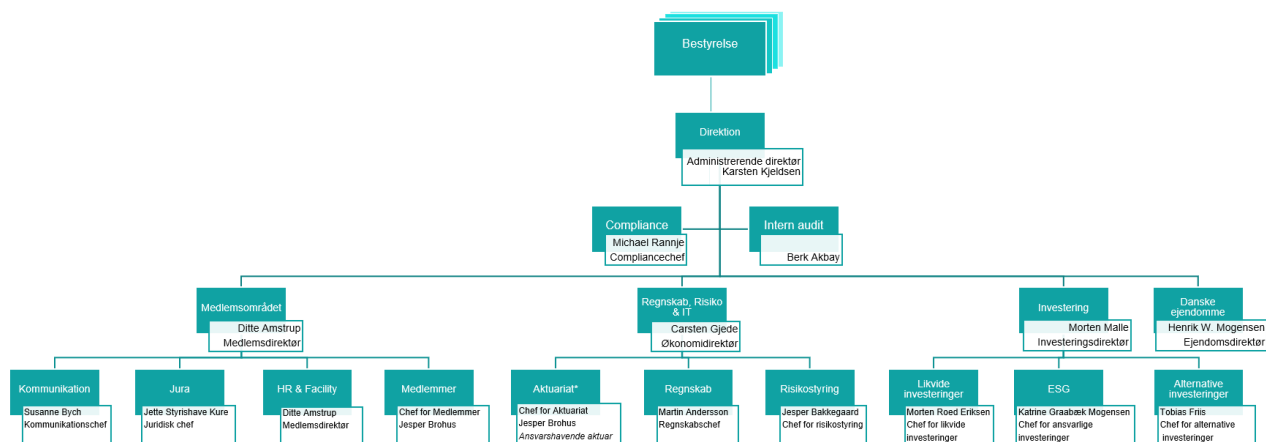 Bestyrelse
Direktion
Administrerende direktør
Karsten Kjeldsen
Compliance
Michael Rannje
Compliancechef
Intern audit
Berk Akbay
Medlemsområdet
Ditte Amstrup
Medlemsdirektør
Regnskab, Risiko
& IT
Carsten Gjede
Økonomidirektør
Investering
Morten Malle
Investeringsdirektør
Danske
ejendomme
Henrik W. Mogensen
Ejendomsdirektør
Kommunikation
Susanne Bych
Kommunikationschef
Jura
Jette Styrishave Kure
Juridisk chef
HR & Facility
Ditte Amstrup
Medlemsdirektør
Medlemmer
Chef for Medlemmer
Jesper Brohus
Aktuariat*
Chef for Aktuariat
Jesper Brohus
Ansvarshavende aktuar
Regnskab
Martin Andersson
Regnskabschef
Risikostyring
Jesper Bakkegaard
Chef for risikostyring
Likvide
investeringer
Morten Roed Eriksen
Chef for likvide
investeringer
ESG
Katrine Graabæk Mogensen
Chef for ansvarlige
investeringer
Alternative
investeringer
Tobias Friis
Chef for alternative
investeringer